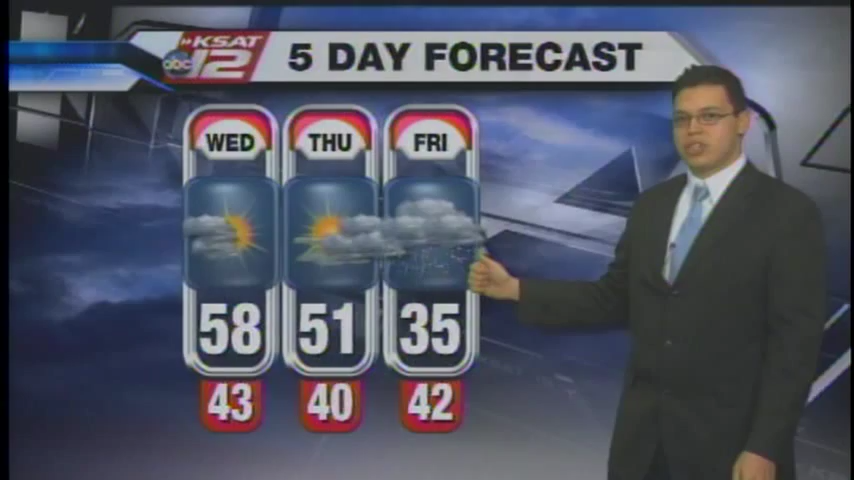 KSAT
abc
12
5 DAY FORECAST
WED THU FRI
58 51 35
43 40 42